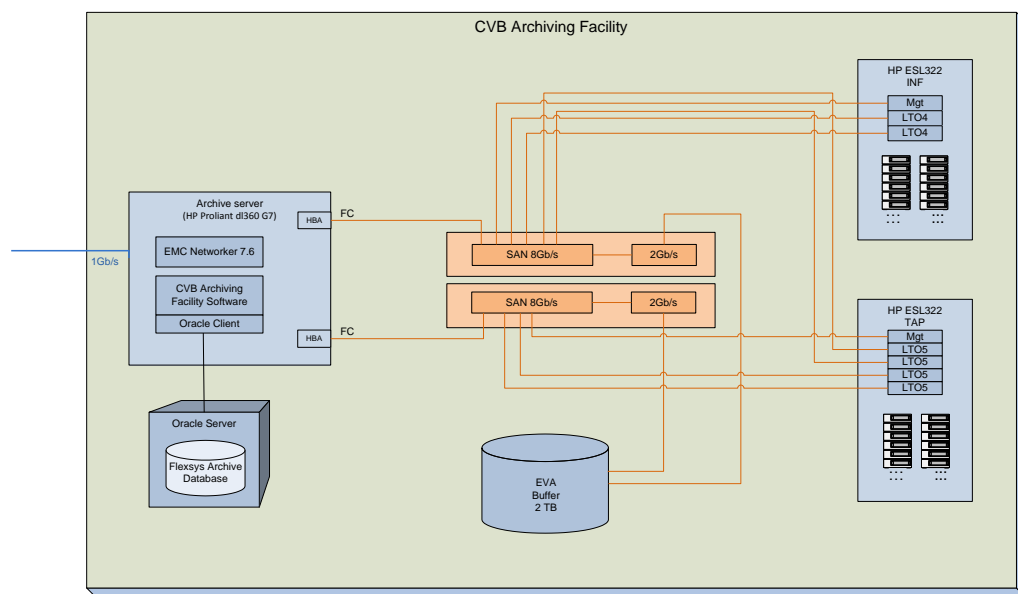 CVB Archiving Facility
HP ESL322
INF
Mgt
LTO4
LTO4
Archive server
(HP Proliant dl360 G7)
HBA
FC
EMC Networker 7.6
1Gb/s
CVB Archiving
Facility Software
Oracle Client
HBA
FC
SAN 8Gb/s
2Gb/s
SAN 8Gb/s
2Gb/s
HP ESL322
TAP
Mgt
LTO5
LTO5
LTO5
LTO5
Oracle Server
Flexsys Archive
Database
EVA
Buffer
2 TB